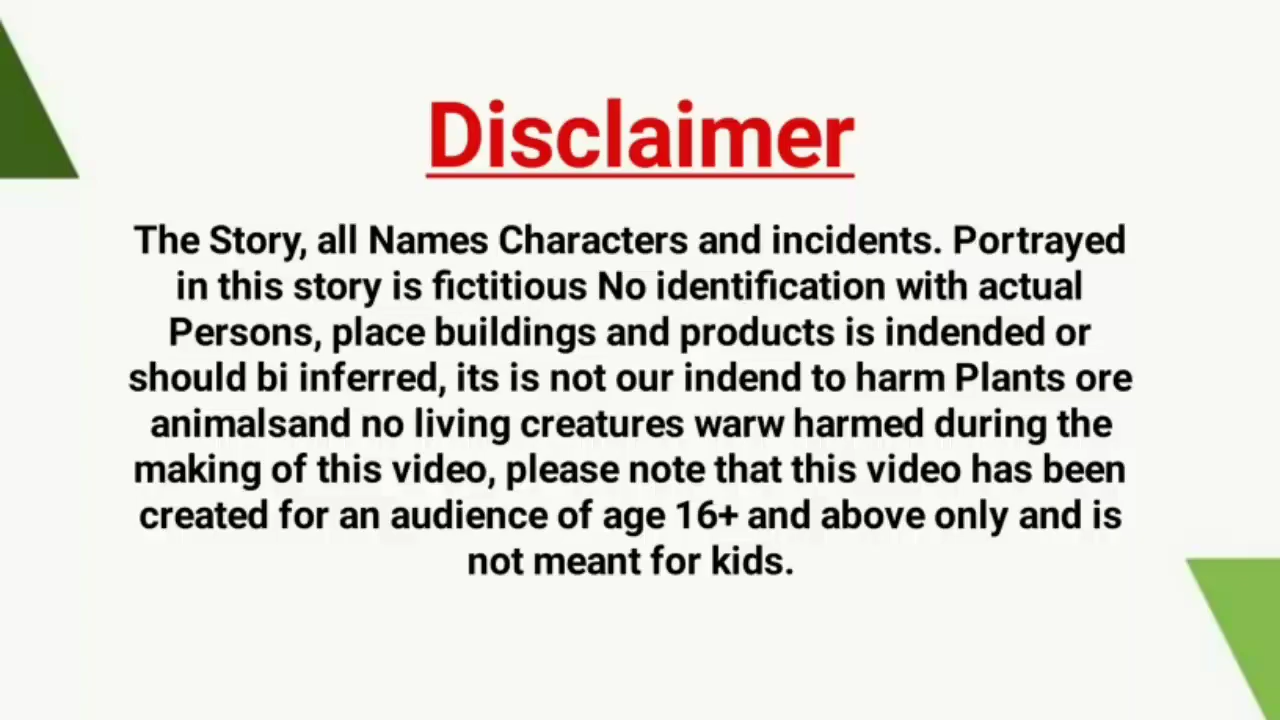 Disclaimer
The Story, all Names Characters and incidents. Portrayed
in this story is fictitious No identification with actual
Persons, place buildings and products is indended or
should bi inferred, its is not our indend to harm Plants ore
animalsand no living creatures warw harmed during the
making of this video, please note that this video has been
created for an audience of age 16+ and above only and is
not meant for kids.